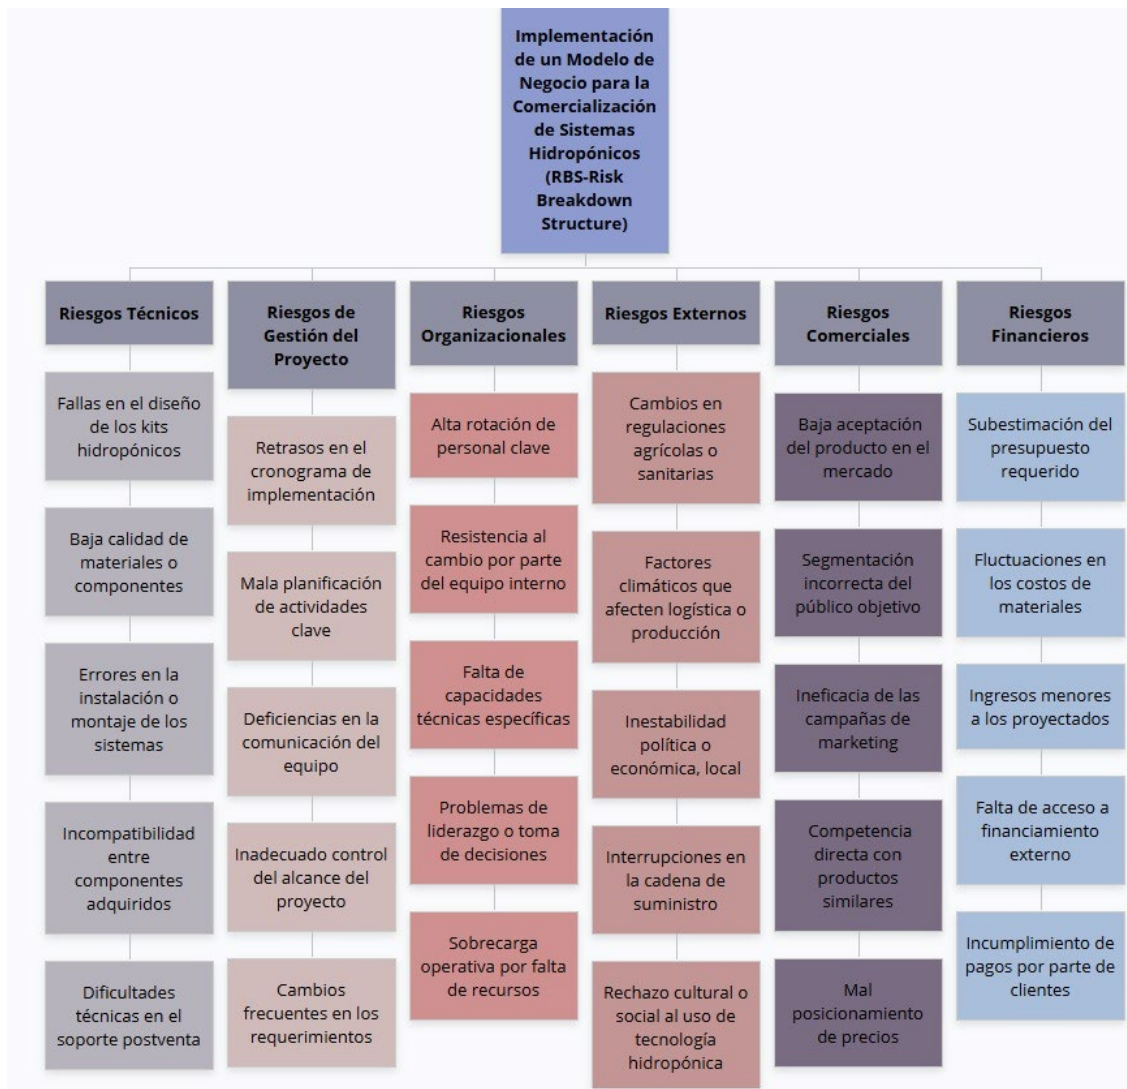 Implementación
de un Modelo de
Negocio para la
Comercialización
de Sistemas
Hidropónicos
(RBS-Risk
Breakdown
Structure)
Riesgos Técnicos
Fallas en el diseño
de los kits
hidropónicos
Baja calidad de
materiales o
componentes
Errores en la
instalación o
montaje de los
sistemas
Incompatibilidad
entre
componentes
adquiridos
Dificultades
técnicas en el
soporte postventa
Riesgos de
Gestión del
Proyecto
Retrasos en el
cronograma de
implementación
Mala planificación
de actividades
clave
Deficiencias en la
comunicación del
equipo
Inadecuado control
del alcance del
proyecto
Cambios
frecuentes en los
requerimientos
Riesgos
Organizacionales
Alta rotación de
personal clave
Resistencia al
cambio por parte
del equipo interno
Falta de
capacidades
técnicas específicas
Problemas de
liderazgo o toma
de decisiones
Sobrecarga
operativa por falta
de recursos
Riesgos Externos
Cambios en
regulaciones
agrícolas o
sanitarias
Factores
climáticos que
afecten logística o
producción
Inestabilidad
política o
económica, local
Interrupciones en
la cadena de
suministro
Rechazo cultural o
social al uso de
tecnología
hidropónica
Riesgos
Comerciales
Baja aceptación
del producto en el
mercado
Segmentación
incorrecta del
público objetivo
Ineficacia de las
campañas de
marketing
Competencia
directa con
productos
similares
Mal
posicionamiento
de precios
Riesgos
Financieros
Subestimación del
presupuesto
requerido
Fluctuaciones en
los costos de
materiales
Ingresos menores
a los proyectados
Falta de acceso a
financiamiento
externo
Incumplimiento de
pagos por parte de
clientes